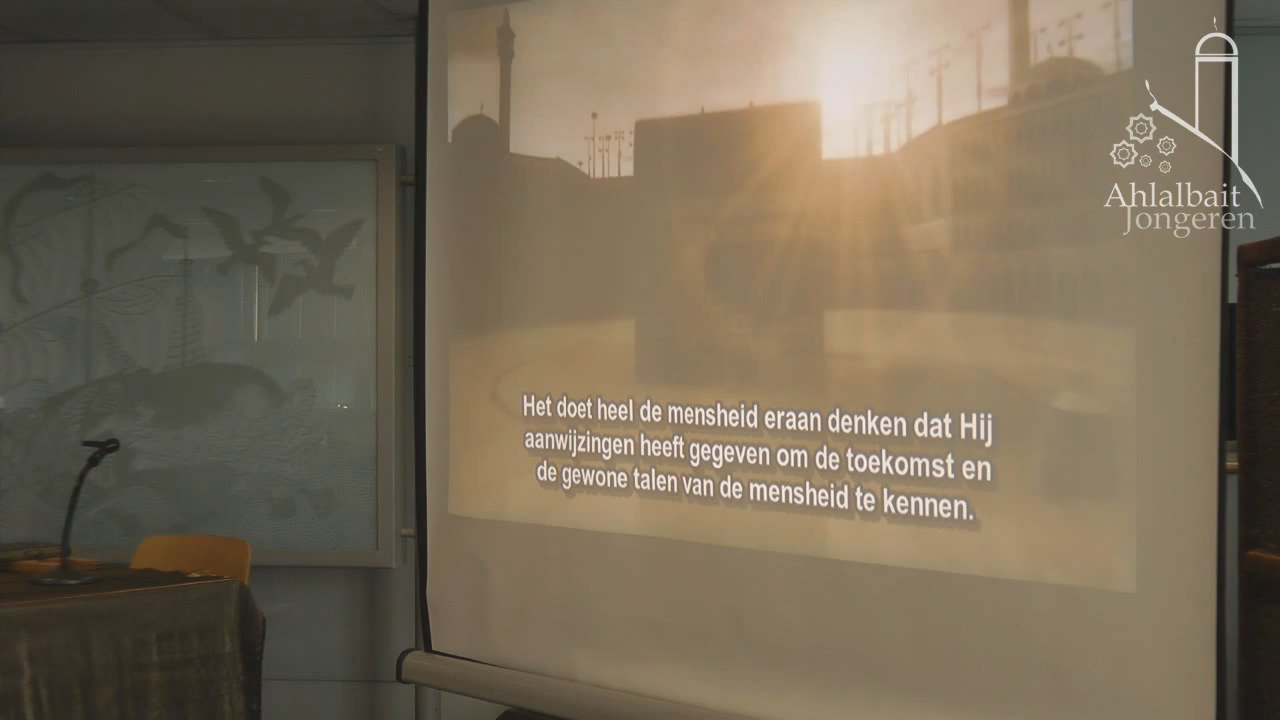 Ahlalbait
Jongeren
Het doet heel de mensheid eraan denken dat Hij
aanwijzingen heeft gegeven om de toekomst en
de gewone talen van de mensheid te kennen.